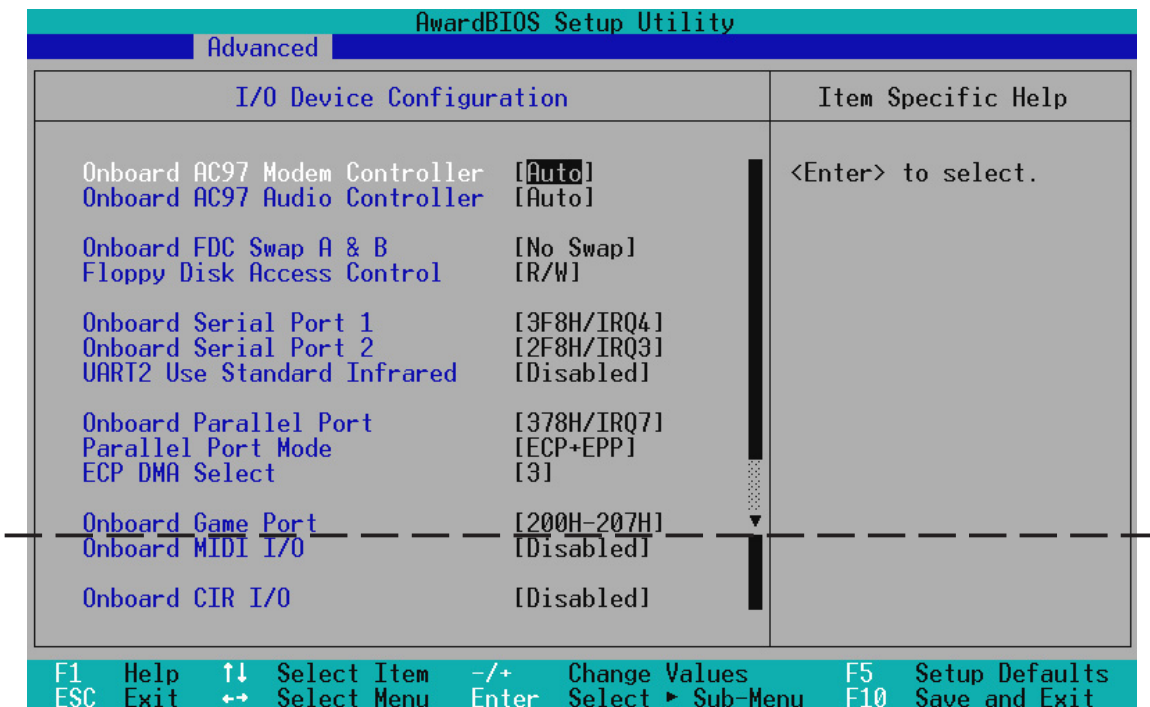 AwardBIOS Setup Utility
Advanced
I/O Device Configuration
Item Specific Help
Onboard AC97 Modem Controller [Auto]
<Enter> to select.
Onboard AC97 Audio Controller [Auto]
Onboard FDC Swap A & B [No Swap]
Floppy Disk Access Control [R/W]
Onboard Serial Port 1 [3F8H/IRQ4]
Onboard Serial Port 2 [2F8H/IRQ3]
UART2 Use Standard Infrared [Disabled]
Onboard Parallel Port [378H/IRQ7]
Parallel Port Mode [ECP+EPP]
ECP DMA Select [3]
Onboard Game Port [200H-207H]
Onboard MIDI I/O [Disabled]
Onboard CIR I/O [Disabled]
F1 Help ↑↓ Select Item -/+ Change Values F5 Setup Defaults
ESC Exit ←→ Select Menu Enter Select ► Sub-Menu F10 Save and Exit